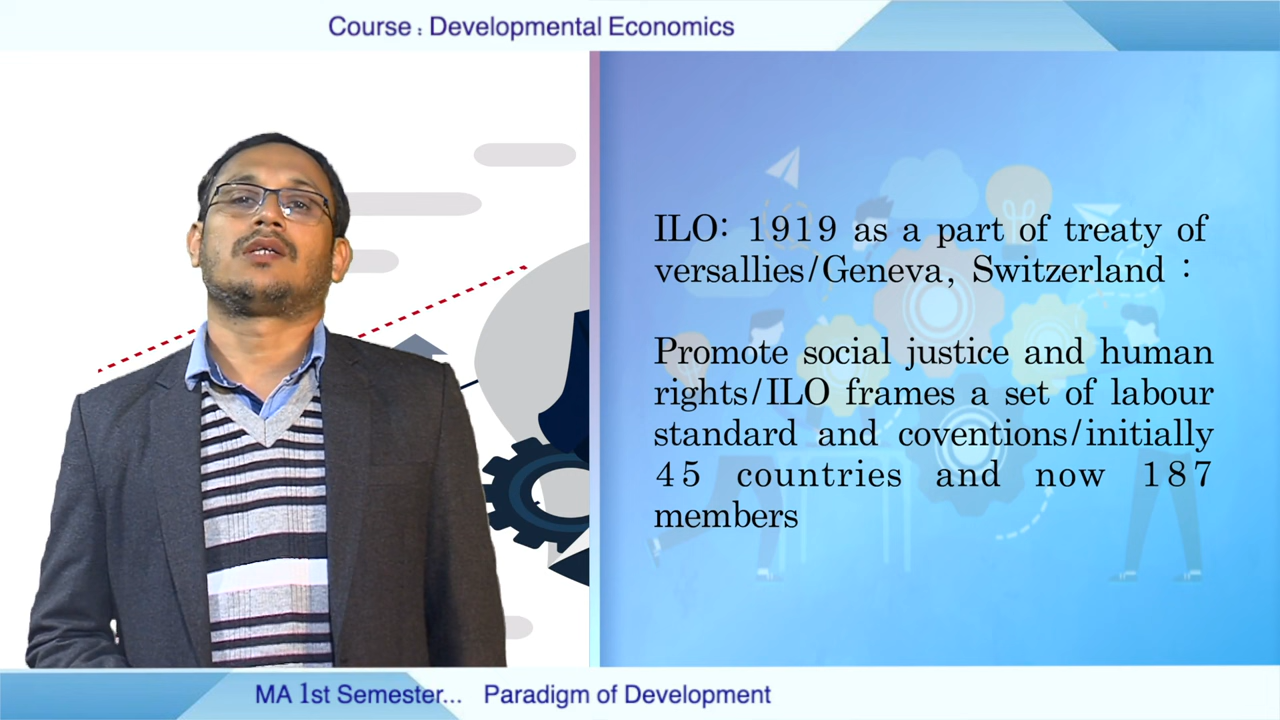 Course : Developmental Economics
ILO: 1919 as a part of treaty of
versallies/Geneva, Switzerland :
Promote social justice and human
rights/ILO frames a set of labour
standard and coventions/initially
45 countries and now 187
members
MA 1st Semester... Paradigm of Development